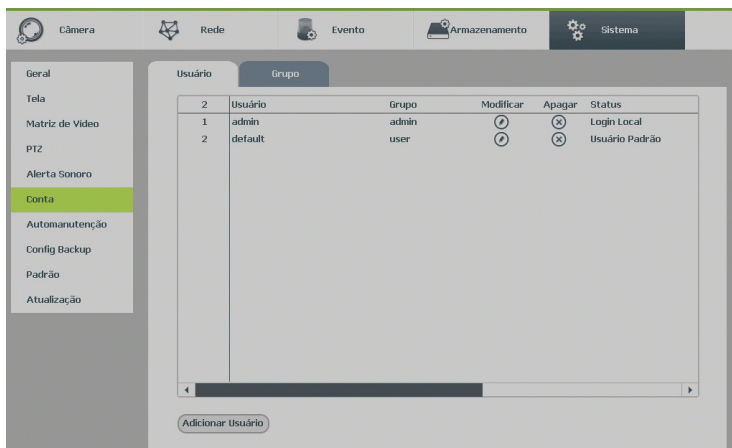 Câmera Rede Evento Armazenamento Sistema
Geral
Tela
Matriz de Vídeo
PTZ
Alerta Sonoro
Conta
Automanutenção
Config Backup
Padrão
Atualização
Usuário Grupo
2 Usuário Grupo Modificar Apagar Status
1 admin admin Login Local
2 default user Usuário Padrão
Adicionar Usuário